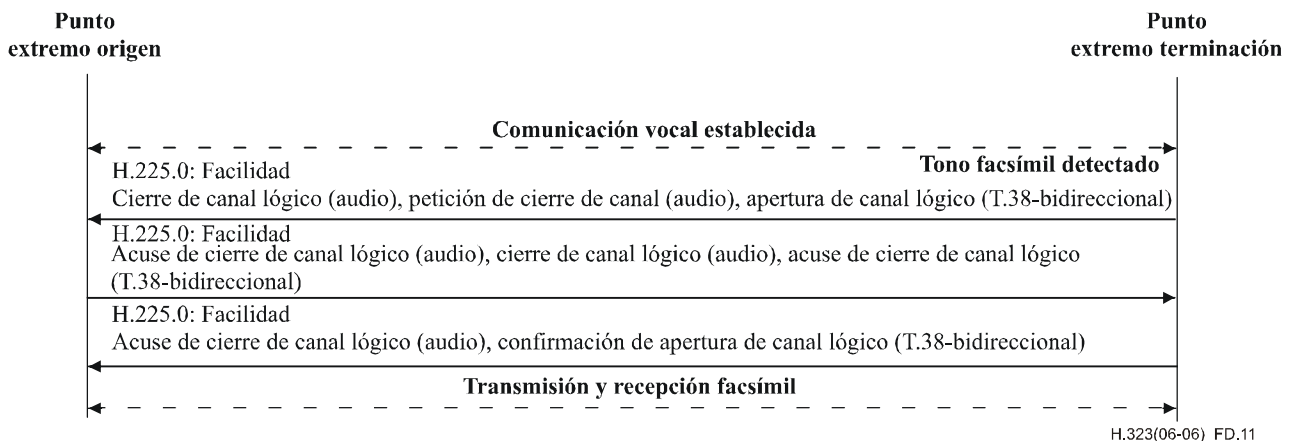 Punto
extremo origen
Punto
extremo terminación
Comunicación vocal establecida
Tono facsímil detectado
H.225.0: Facilidad
Cierre de canal lógico (audio), petición de cierre de canal (audio), apertura de canal lógico (T.38-bidireccional)
H.225.0: Facilidad
Acuse de cierre de canal lógico (audio), cierre de canal lógico (audio), acuse de cierre de canal lógico
(T.38-bidireccional)
H.225.0: Facilidad
Acuse de cierre de canal lógico (audio), confirmación de apertura de canal lógico (T.38-bidireccional)
Transmisión y recepción facsímil
H.323(06-06)_FD.11